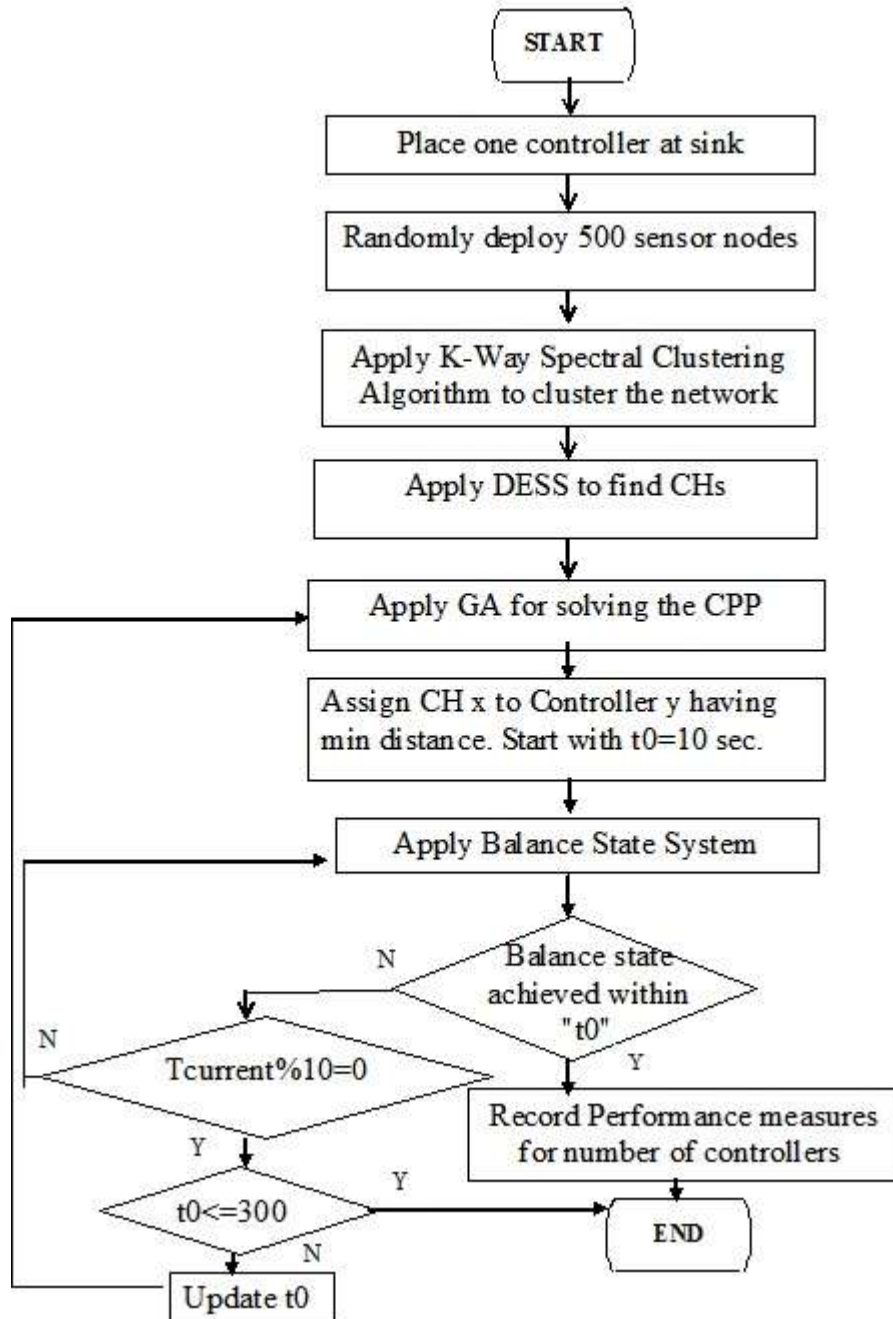 START
Place one controller at sink
Randomly deploy 500 sensor nodes
Apply K-Way Spectral Clustering
Algorithm to cluster the network
Apply DESS to find CHs
Apply GA for solving the CPP
Assign CH x to Controller y having
min distance. Start with t0=10 sec.
Apply Balance State System
Balance state
achieved within
"t0"
N
Y
Tcurrent%10=0
N
Y
Record Performance measures
for number of controllers
t0<=300
Y
N
END
Update t0